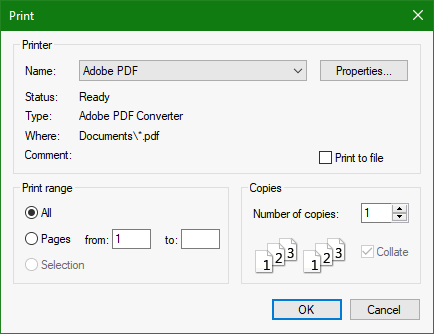 Print
Printer
Name: Adobe PDF Properties...
Status: Ready
Type: Adobe PDF Converter
Where: Documents\*.pdf
Comment: Print to file
Print range
All
Pages from: 1 to:
Selection
Copies
Number of copies: 1
1 2 3 1 2 3 Collate
OK Cancel